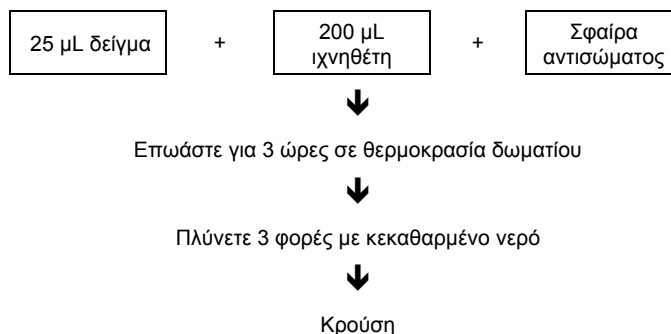 25 μL δείγμα + 200 μL ιχνηθέτη + Σφαίρα αντισώματος
Επωάστε για 3 ώρες σε θερμοκρασία δωματίου
Πλύνετε 3 φορές με κεκαθαρμένο νερό
Κρούση